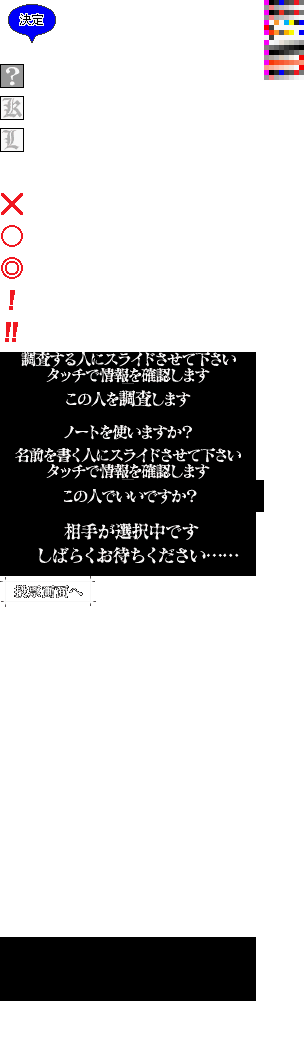 決定
?
K
L
!
!!
調査する人にスライドさせて下さい
タッチで情報を確認します
この人を調査します
ノートを使いますか?
名前を書く人にスライドさせて下さい
タッチで情報を確認します
この人でいいですか?
相手が選択中です
しばらくお待ちください……
投票画面へ